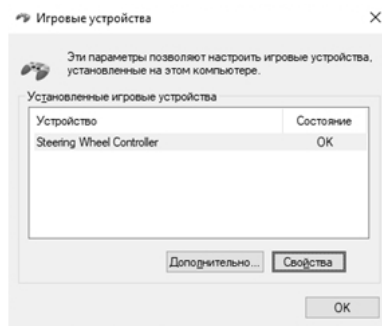 Игровые устройства
Эти параметры позволяют настроить игровые устройства,
установленные на этом компьютере.
Установленные игровые устройства
Устройство Состояние
Steering Wheel Controller OK
Дополнительно... Свойства
OK